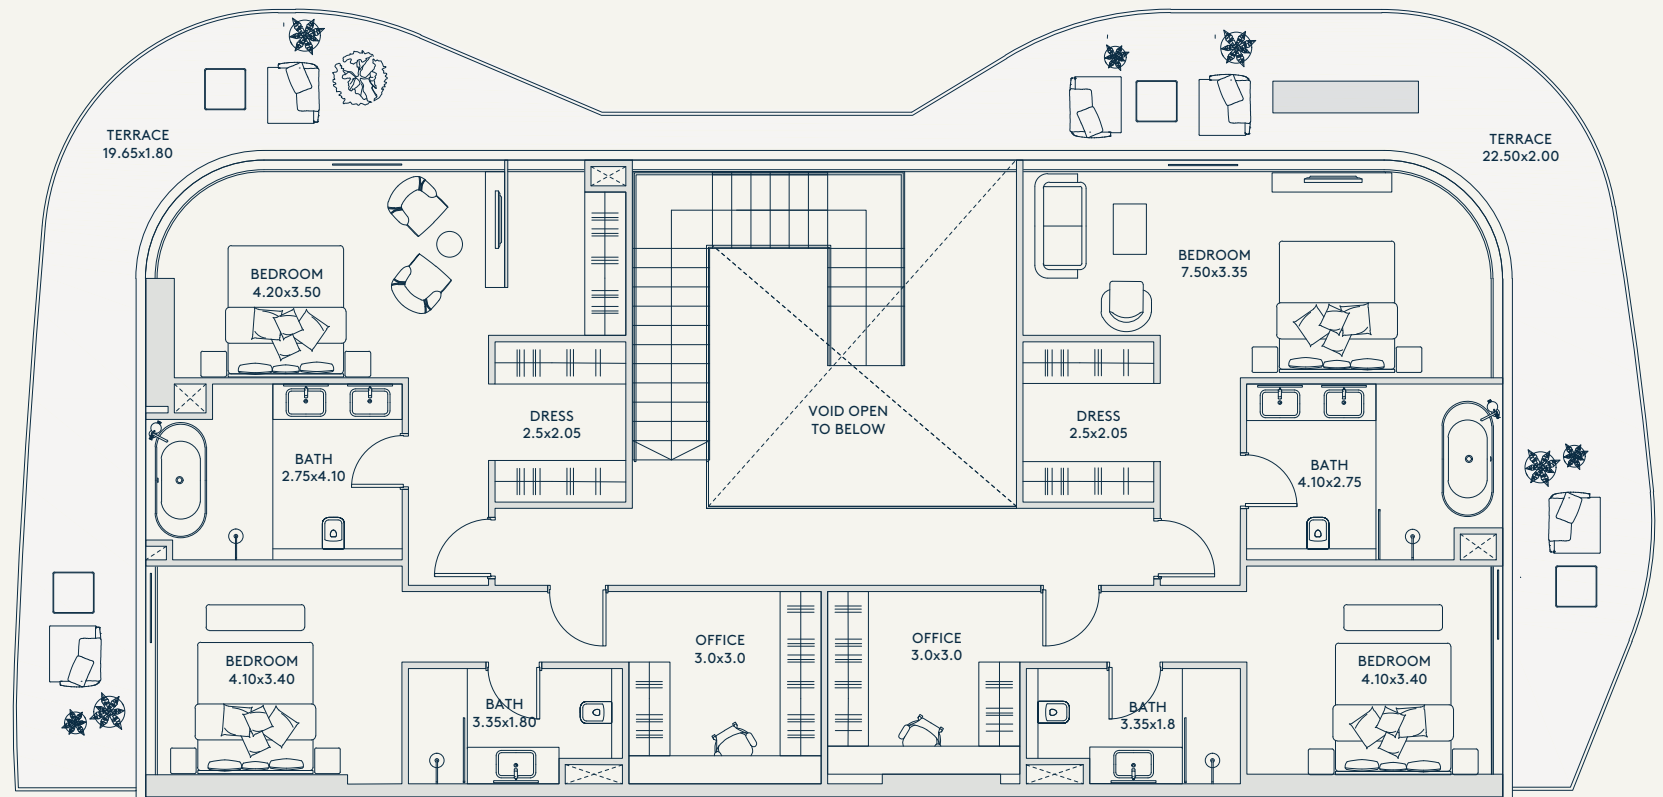 TERRACE
19.65x1.80
TERRACE
22.50x2.00
BEDROOM
4.20x3.50
BEDROOM
7.50x3.35
DRESS
2.5x2.05
VOID OPEN
TO BELOW
DRESS
2.5x2.05
BATH
2.75x4.10
BATH
4.10x2.75
OFFICE
3.0x3.0
OFFICE
3.0x3.0
BEDROOM
4.10x3.40
BEDROOM
4.10x3.40
BATH
3.35x1.80
BATH
3.35x1.8